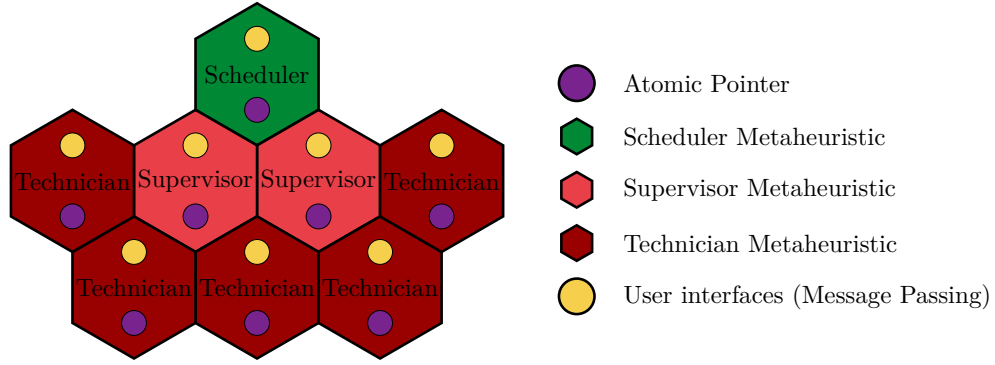 Scheduler
Technician
Supervisor
Supervisor
Technician
Technician
Technician
Technician
Atomic Pointer
Scheduler Metaheuristic
Supervisor Metaheuristic
Technician Metaheuristic
User interfaces (Message Passing)